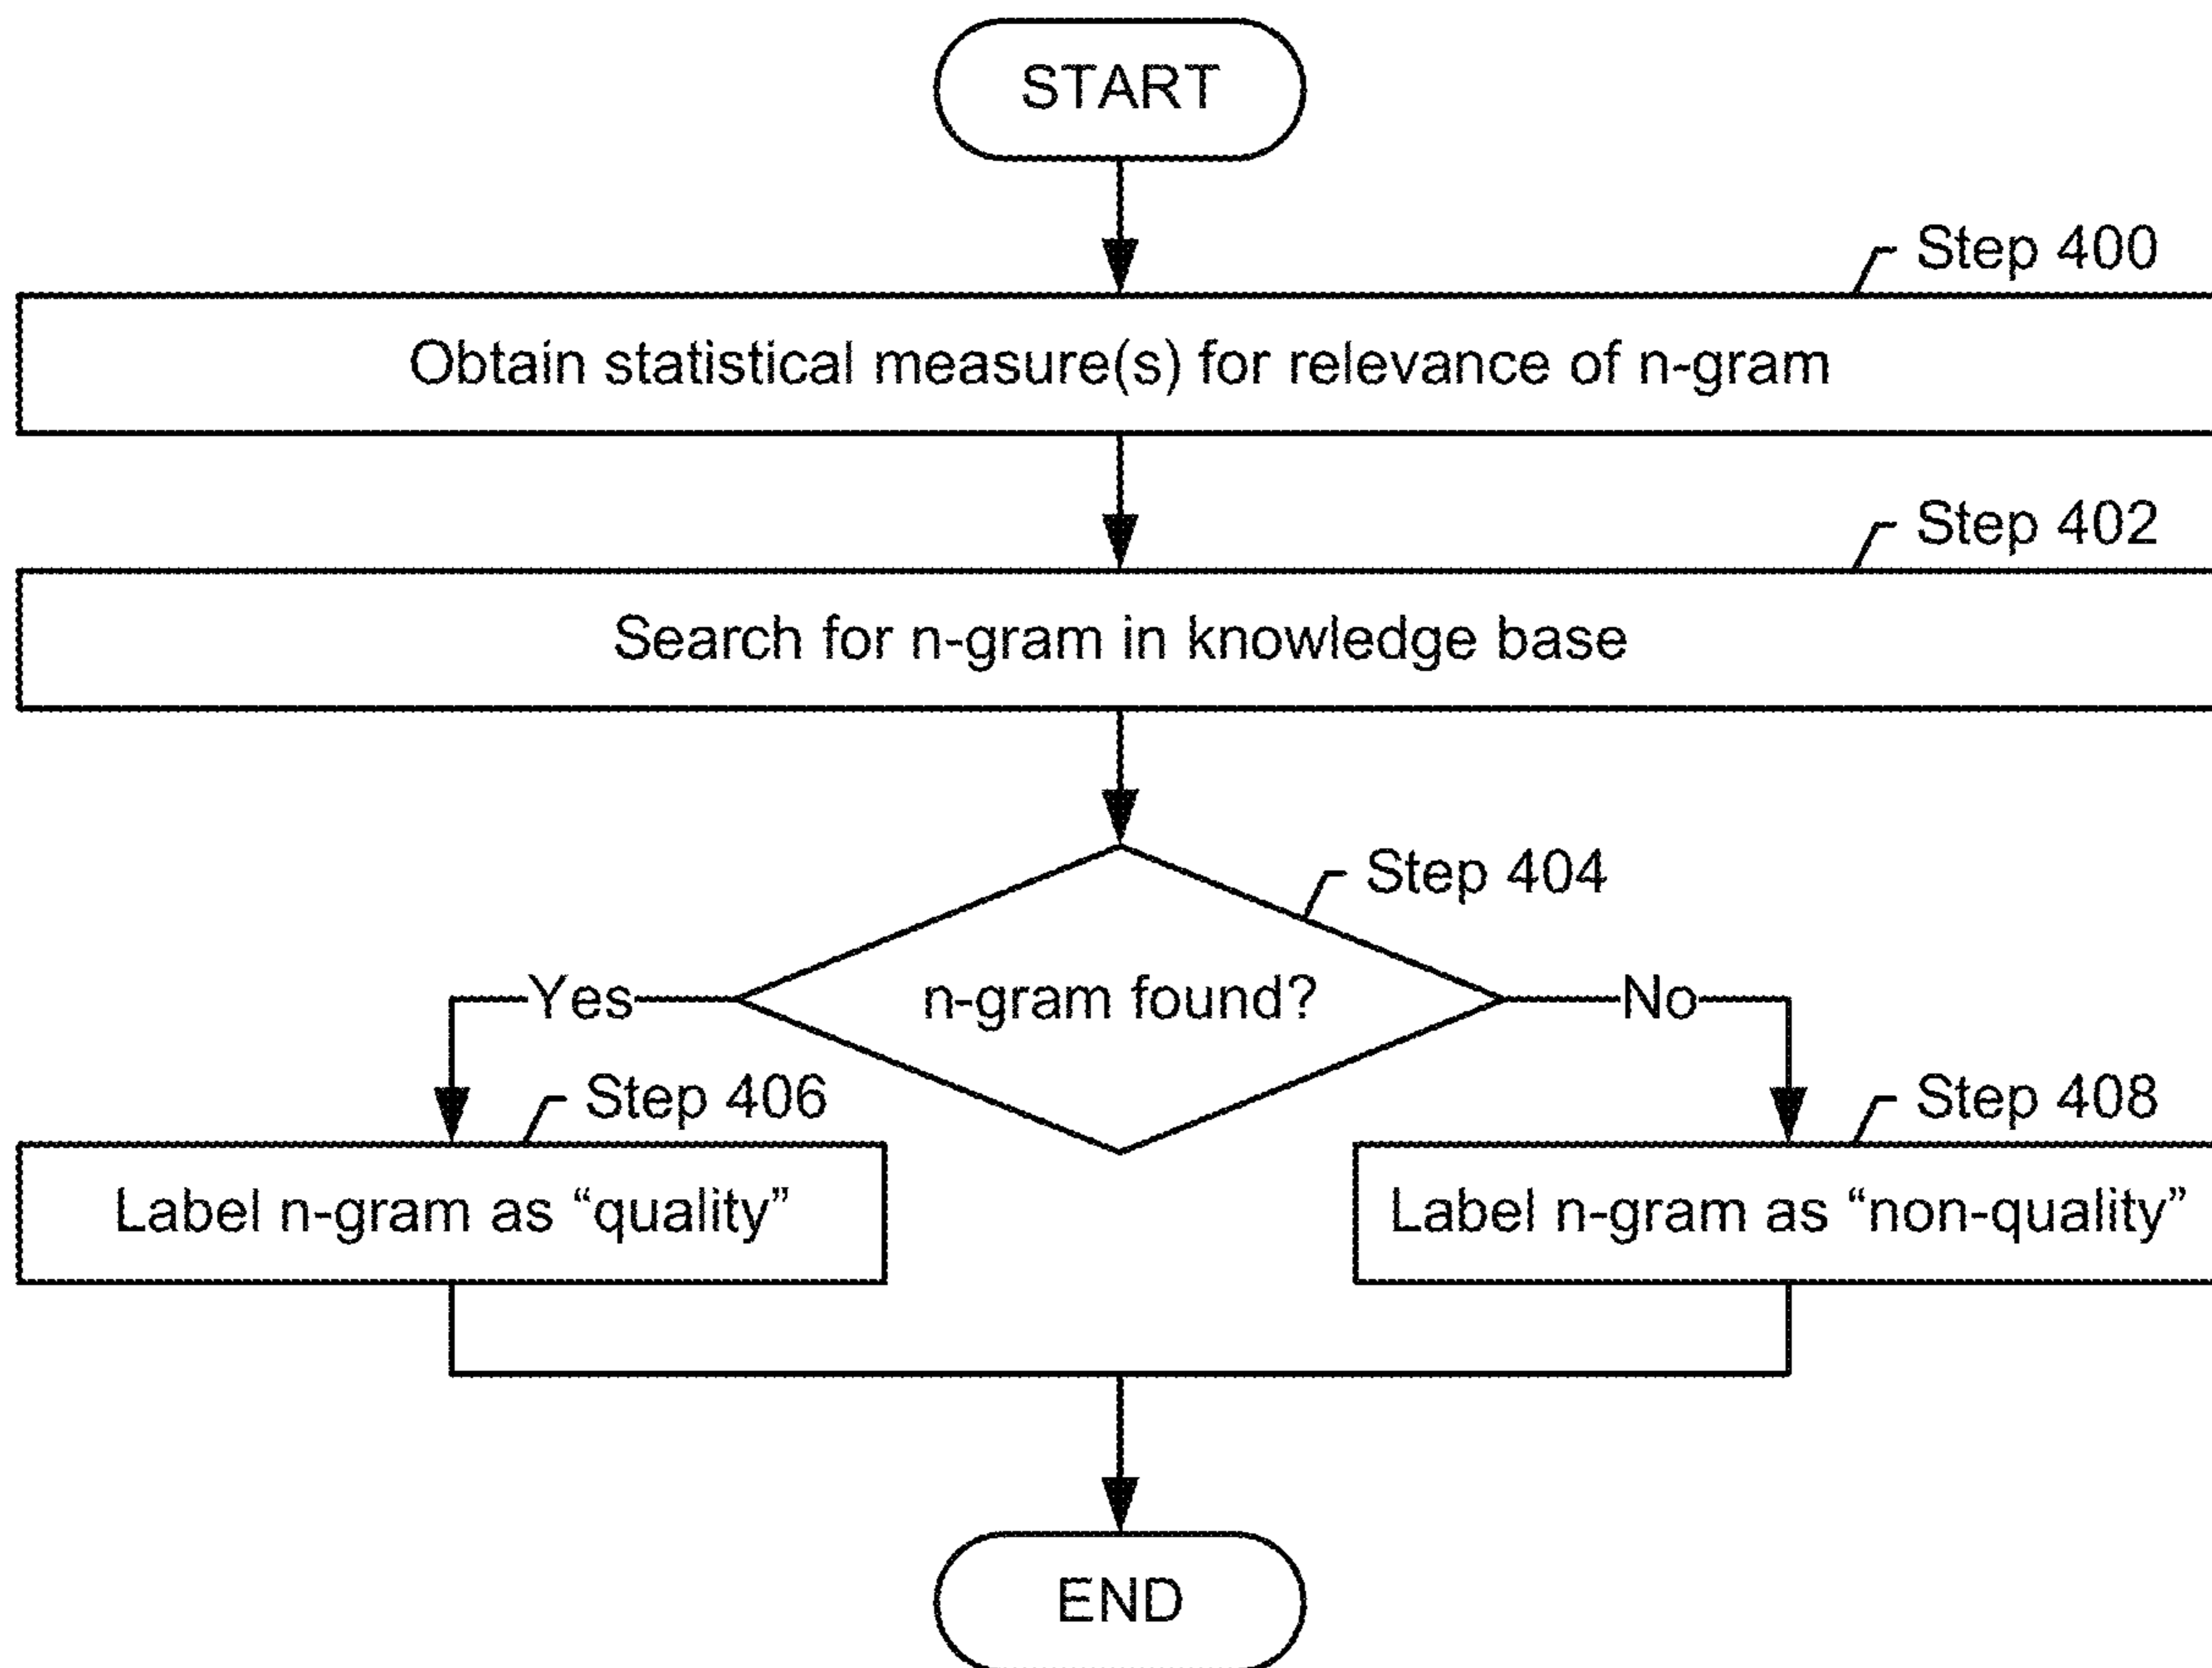 START
Step 400
Obtain statistical measure(s) for relevance of n-gram
Step 402
Search for n-gram in knowledge base
Step 404
n-gram found?
Yes
No
Step 406
Step 408
Label n-gram as “quality”
Label n-gram as “non-quality”
END